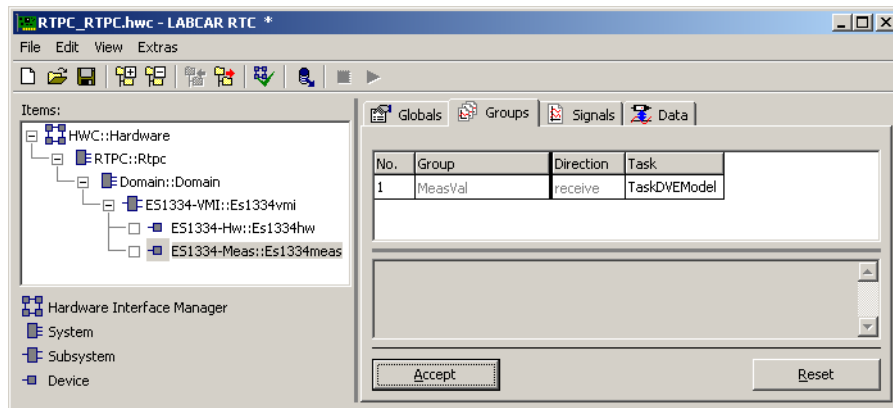 RTPC_RTPC.hwc - LABCAR RTC *
File Edit View Extras
Items:
HWC::Hardware
RTPC::Rtpc
Domain::Domain
ES1334-VMI::Es1334vmi
ES1334-Hw::Es1334hw
ES1334-Meas::Es1334meas
Hardware Interface Manager
System
Subsystem
Device
Globals Groups Signals Data
No. Group Direction Task
1 MeasVal receive TaskDVEModel
Accept Reset